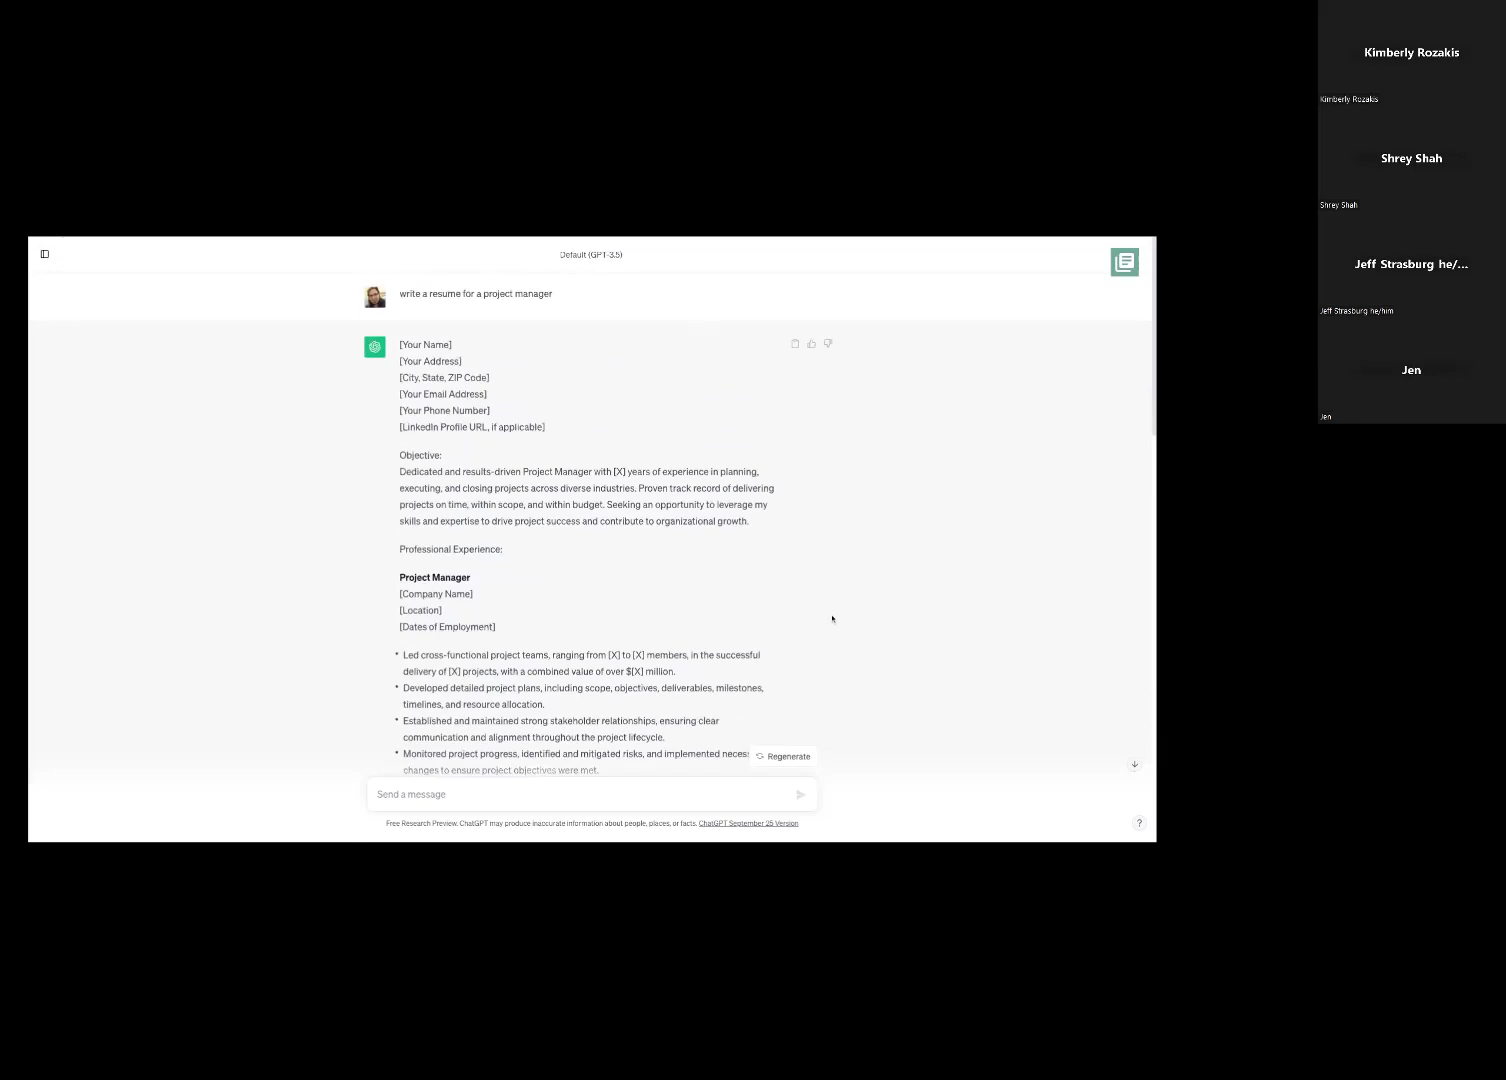 Kimberly Rozakis
Kimberly Rozakis
Shrey Shah
Shrey Shah
Jeff Strasburg he/...
Jeff Strasburg he/him
Jen
Jen
Default (GPT-3.5)
write a resume for a project manager
[Your Name]
[Your Address]
[City, State, ZIP Code]
[Your Email Address]
[Your Phone Number]
[LinkedIn Profile URL, if applicable]
Objective:
Dedicated and results-driven Project Manager with [X] years of experience in planning,
executing, and closing projects across diverse industries. Proven track record of delivering
projects on time, within scope, and within budget. Seeking an opportunity to leverage my
skills and expertise to drive project success and contribute to organizational growth.
Professional Experience:
Project Manager
[Company Name]
[Location]
[Dates of Employment]
• Led cross-functional project teams, ranging from [X] to [X] members, in the successful
delivery of [X] projects, with a combined value of over $[X] million.
• Developed detailed project plans, including scope, objectives, deliverables, milestones,
timelines, and resource allocation.
• Established and maintained strong stakeholder relationships, ensuring clear
communication and alignment throughout the project lifecycle.
• Monitored project progress, identified and mitigated risks, and implemented neces
changes to ensure project objectives were met.
Regenerate
Send a message
Free Research Preview. ChatGPT may produce inaccurate information about people, places, or facts. ChatGPT September 25 Version
?